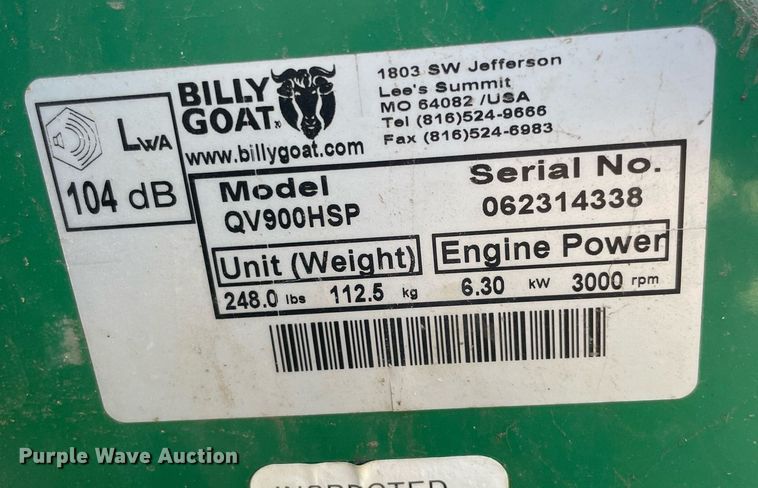 LWA
104 dB
BILLY
GOAT
www.billygoat.com
1803 SW Jefferson
Lee's Summit
MO 64082 /USA
Tel (816)524-9666
Fax (816)524-6983
Model
Serial No.
QV900HSP
062314338
Unit (Weight)
Engine Power
248.0 lbs 112.5 kg
6.30 kW 3000 rpm
Purple Wave Auction